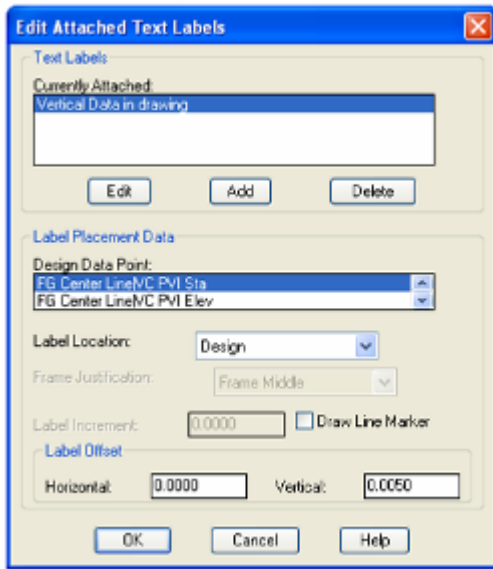 Edit Attached Text Labels
Text Labels
Currently Attached:
Vertical Data in drawing
Edit Add Delete
Label Placement Data
Design Data Point:
FG Center Line|VC PVI Sta
FG Center Line|VC PVI Elev
Label Location: Design
Frame Justification: Frame Middle
Label Increment: 0.0000 Draw Line Marker
Label Offset
Horizontal: 0.0000 Vertical: 0.0050
OK Cancel Help